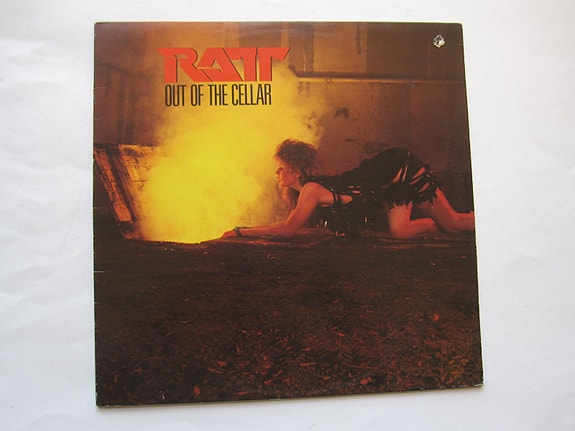 RATT
OUT OF THE CELLAR